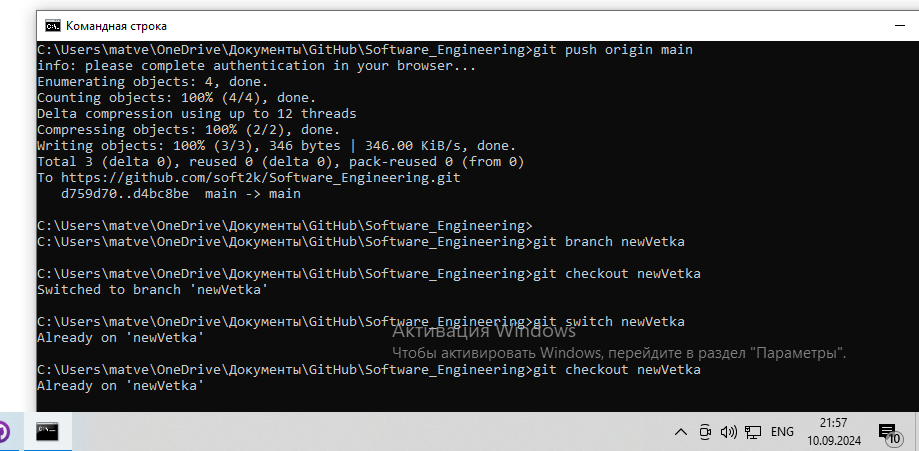 Командная строка
C:\Users\matve\OneDrive\Документы\GitHub\Software_Engineering>git push origin main
info: please complete authentication in your browser...
Enumerating objects: 4, done.
Counting objects: 100% (4/4), done.
Delta compression using up to 12 threads
Compressing objects: 100% (2/2), done.
Writing objects: 100% (3/3), 346 bytes | 346.00 KiB/s, done.
Total 3 (delta 0), reused 0 (delta 0), pack-reused 0 (from 0)
To https://github.com/soft2k/Software_Engineering.git
   d759d70..d4bc8be  main -> main
C:\Users\matve\OneDrive\Документы\GitHub\Software_Engineering>
C:\Users\matve\OneDrive\Документы\GitHub\Software_Engineering>git branch newVetka
C:\Users\matve\OneDrive\Документы\GitHub\Software_Engineering>git checkout newVetka
Switched to branch 'newVetka'
C:\Users\matve\OneDrive\Документы\GitHub\Software_Engineering>git switch newVetka
Already on 'newVetka'
Активация Windows
Чтобы активировать Windows, перейдите в раздел "Параметры".
C:\Users\matve\OneDrive\Документы\GitHub\Software_Engineering>git checkout newVetka
Already on 'newVetka'
ENG
21:57
10.09.2024
10